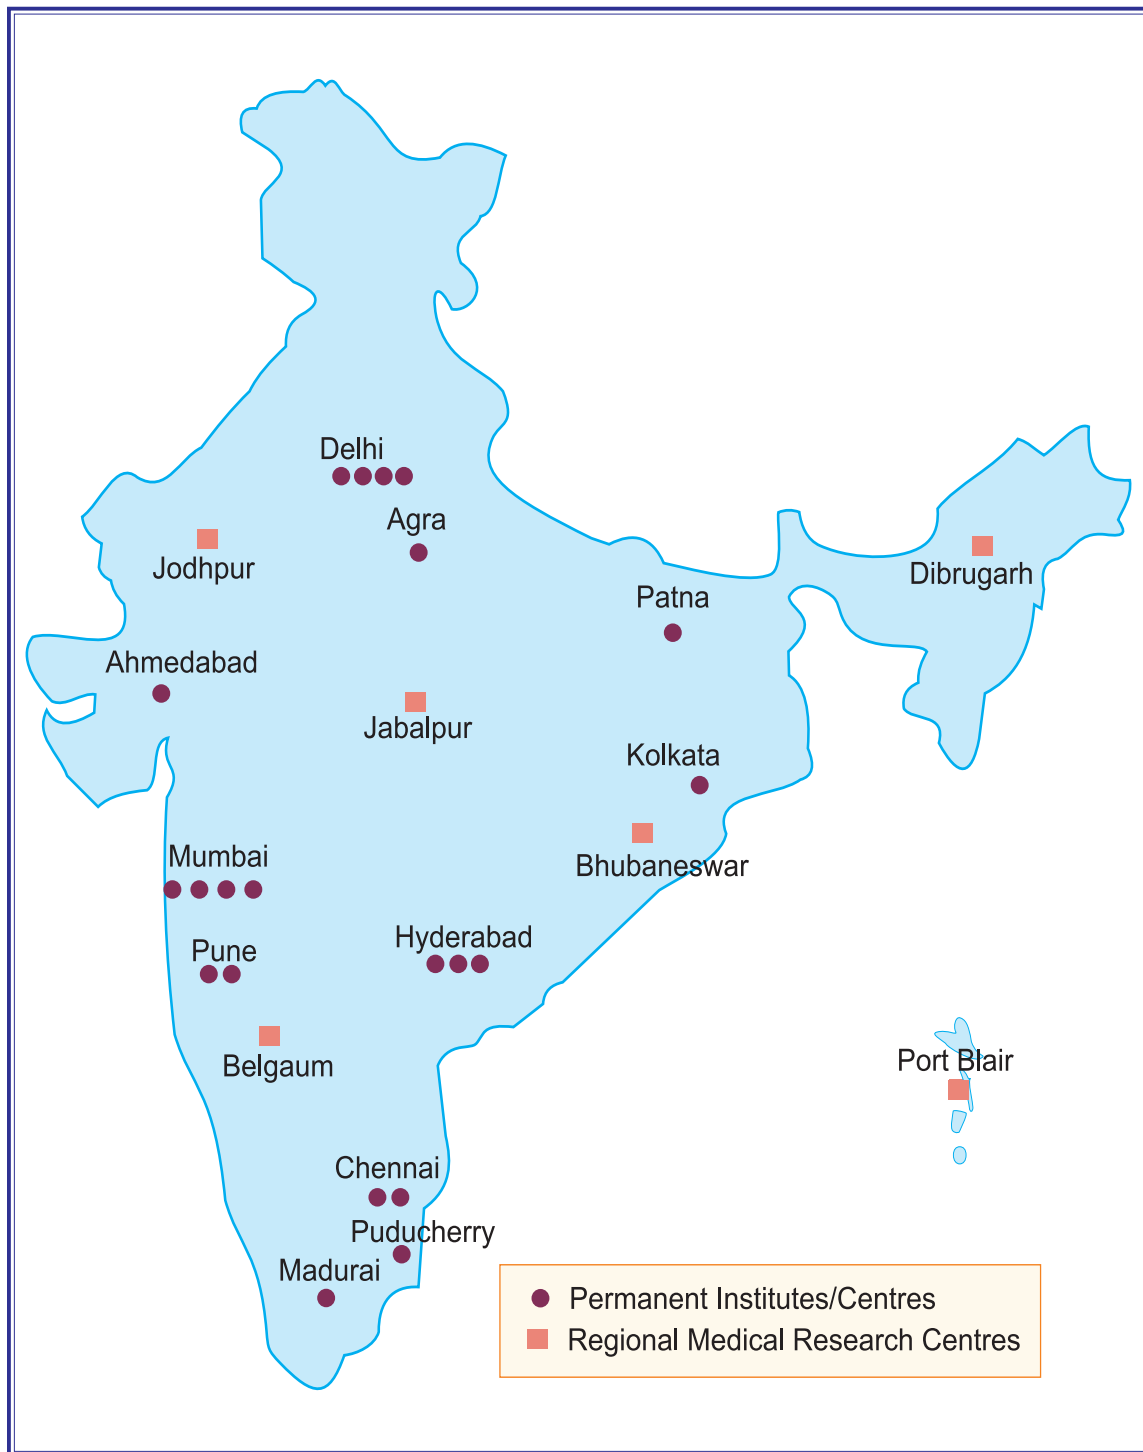 Delhi
Agra
Jodhpur
Dibrugarh
Patna
Ahmedabad
Jabalpur
Kolkata
Mumbai
Bhubaneswar
Hyderabad
Pune
Belgaum
Port Blair
Chennai
Puducherry
Madurai
Permanent Institutes/Centres
Regional Medical Research Centres